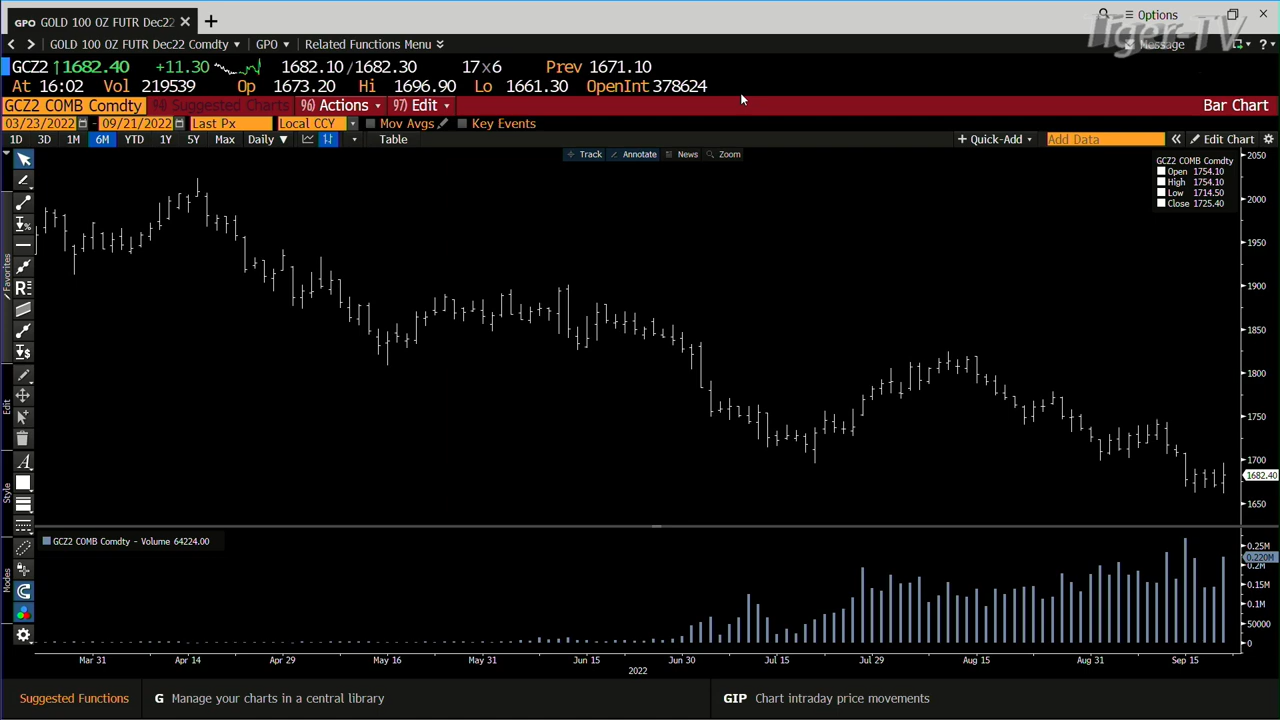 GPO GOLD 100 OZ FUTR Dec22
Options
GOLD 100 OZ FUTR Dec22 Comdty GPO Related Functions Menu
Message
Tiger-TV
GCZ2 ↑1682.40 +11.30 1682.10/1682.30 17x6 Prev 1671.10
At 16:02 Vol 219539 Op 1673.20 Hi 1696.90 Lo 1661.30 OpenInt 378624
GCZ2 COMB Comdty 94) Suggested Charts 96) Actions 97) Edit Bar Chart
03/23/2022 - 09/21/2022 Last Px Local CCY Mov Avgs Key Events
1D 3D 1M 6M YTD 1Y 5Y Max Daily ▼ Table + Quick-Add Add Data « Edit Chart
Track Annotate News Zoom
GCZ2 COMB Comdty
Open 1754.10
High 1754.10
Low 1714.50
Close 1725.40
2050
2000
1950
1900
1850
1800
1750
1700
1682.40
1650
Favorites
Edit
Style
Modes
GCZ2 COMB Comdty - Volume 64224.00
0.25M
0.220M
0.2M
0.15M
0.1M
50000
0
Mar 31 Apr 14 Apr 29 May 16 May 31 Jun 15 Jun 30 Jul 15 Jul 29 Aug 15 Aug 31 Sep 15
2022
Suggested Functions G Manage your charts in a central library GIP Chart intraday price movements